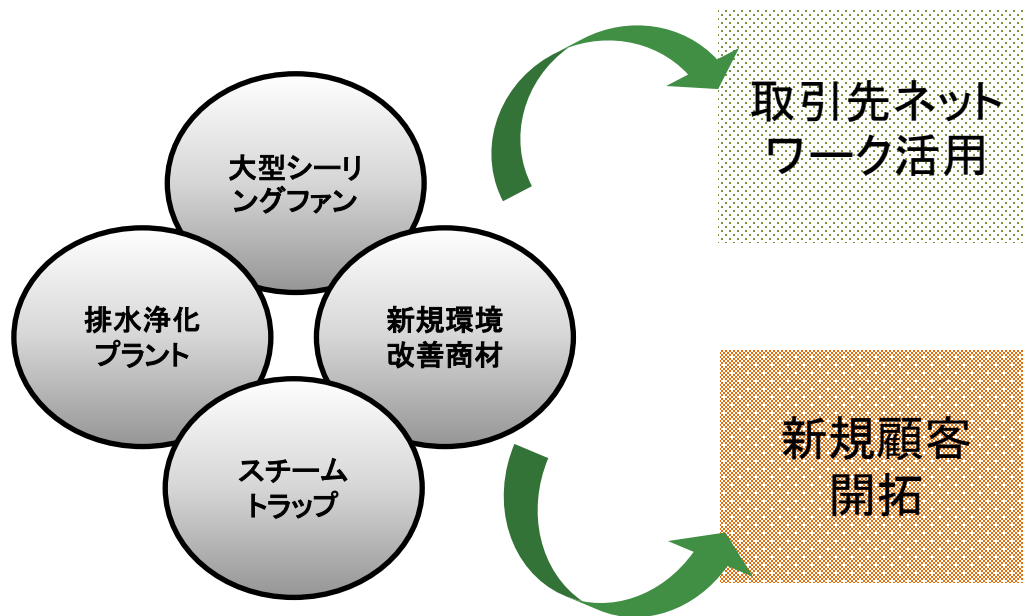 大型シーリ
ングファン
排水浄化
プラント
新規環境
改善商材
スチーム
トラップ
取引先ネット
ワーク活用
新規顧客
開拓